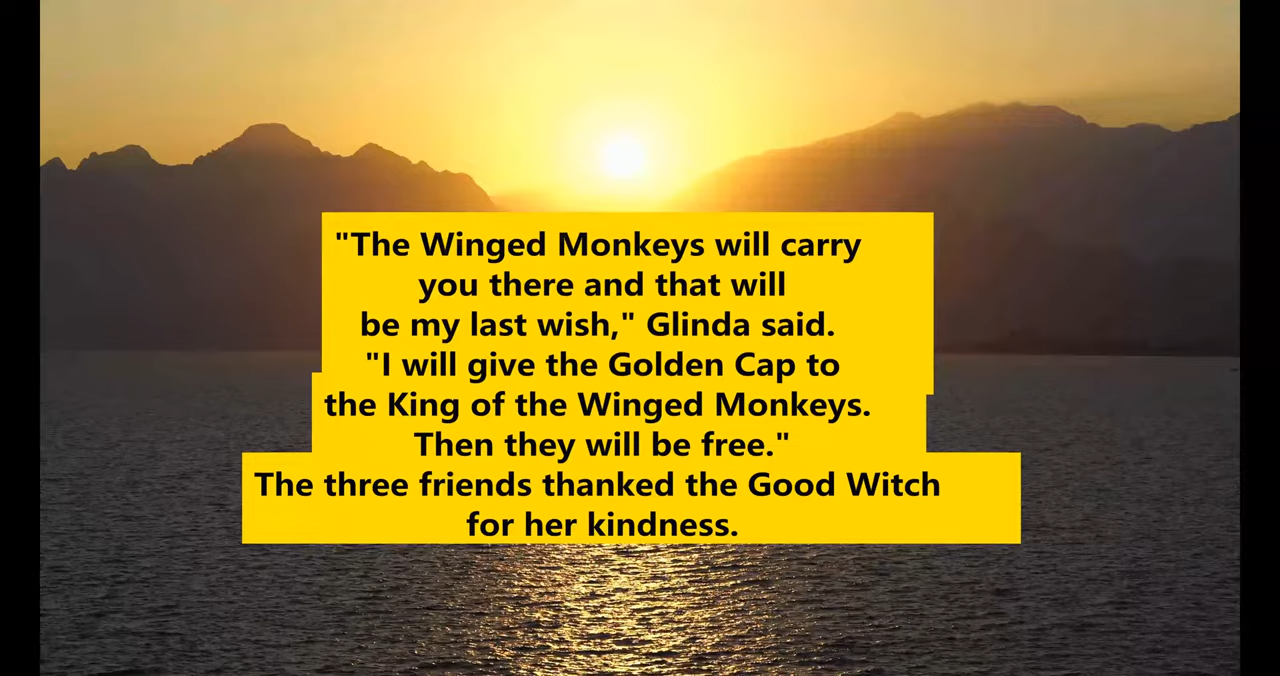 "The Winged Monkeys will carry
you there and that will
be my last wish," Glinda said.
"I will give the Golden Cap to
the King of the Winged Monkeys.
Then they will be free."
The three friends thanked the Good Witch
for her kindness.